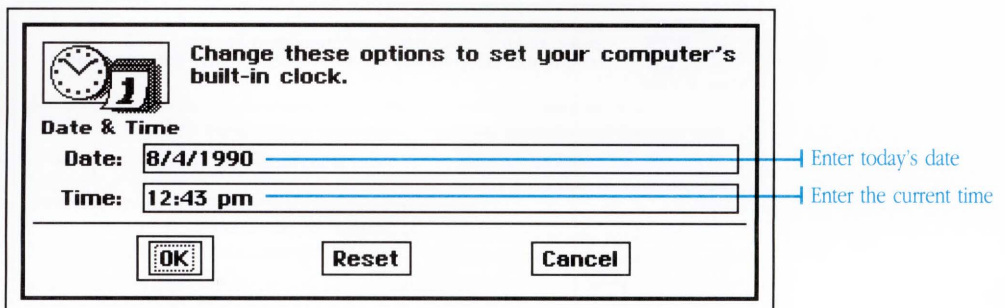 Change these options to set your computer's
built-in clock.
1
Date & Time
Date: 8/4/1990
Enter today's date
Time: 12:43 pm
Enter the current time
OK Reset Cancel